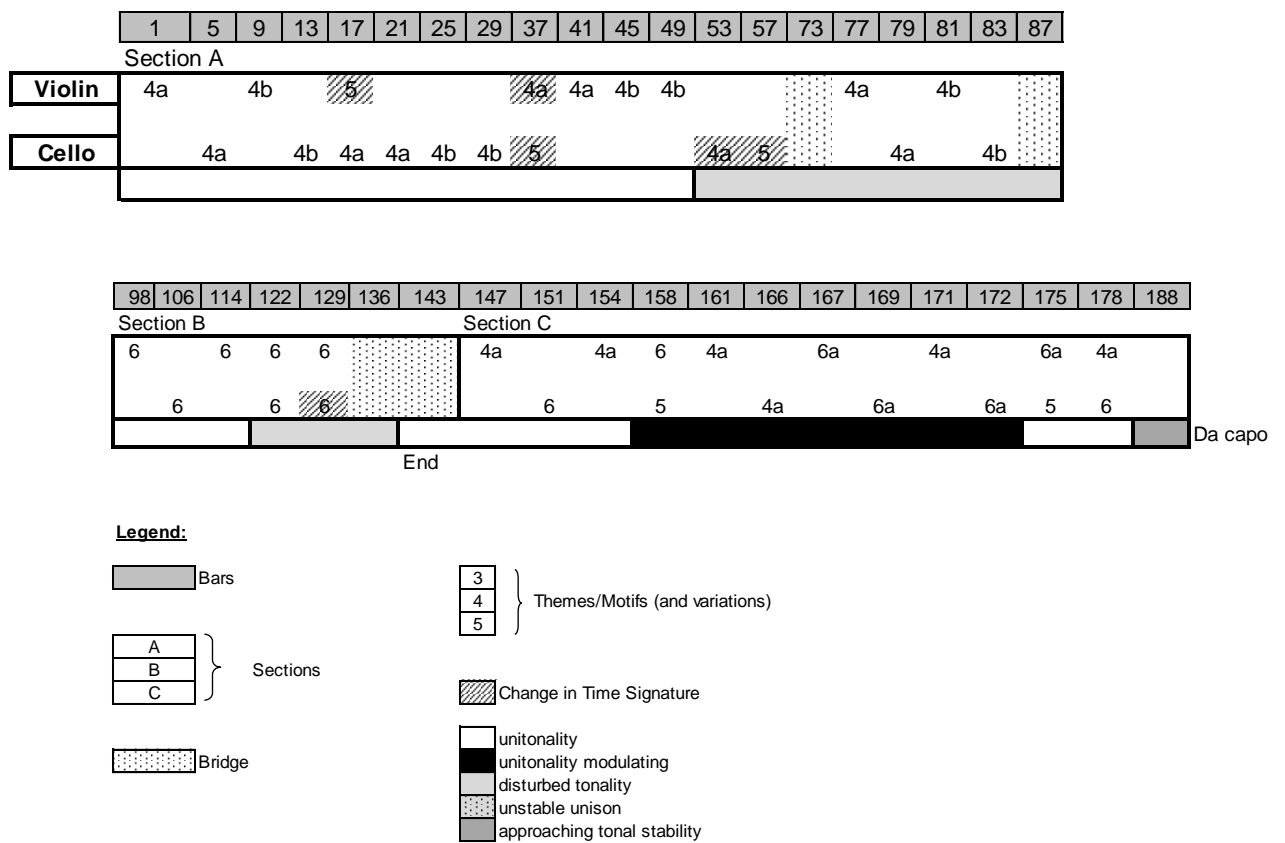 1 5 9 13 17 21 25 29 37 41 45 49 53 57 73 77 79 81 83 87
Section A
Violin 4a 4b 5 4a 4a 4b 4b 4a 4b
Cello 4a 4b 4a 4a 4b 4b 5 4a 5 4a 4b
98 106 114 122 129 136 143 147 151 154 158 161 166 167 169 171 172 175 178 188
Section B Section C
6 6 6 6 4a 4a 6 4a 6a 4a 6a 4a
6 6 6 6 5 4a 6a 6a 5 6
Da capo
End
Legend:
Bars
A
B
C
Sections
Bridge
3
4
5
Themes/Motifs (and variations)
Change in Time Signature
unitonality
unitonality modulating
disturbed tonality
unstable unison
approaching tonal stability